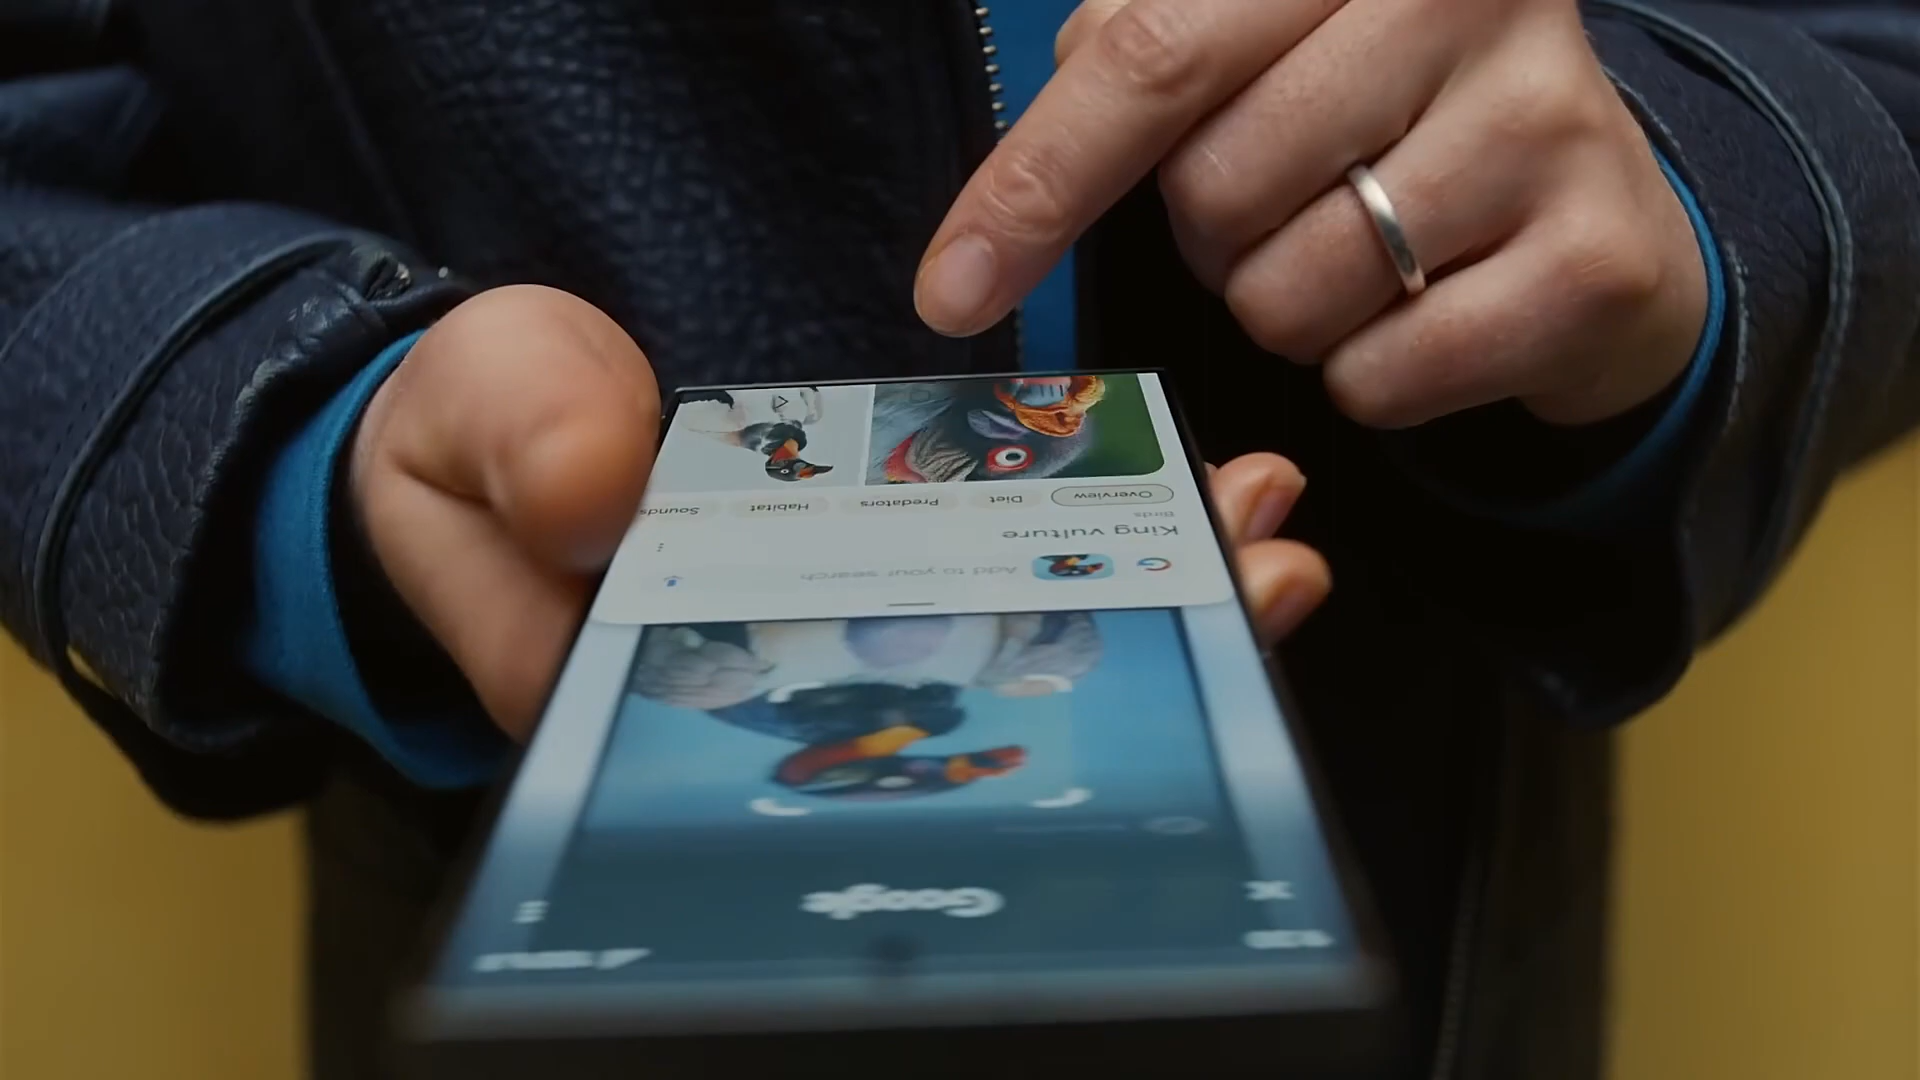 Google
Add to your search
King vulture
Birds
Overview Diet Predators Habitat Sounds